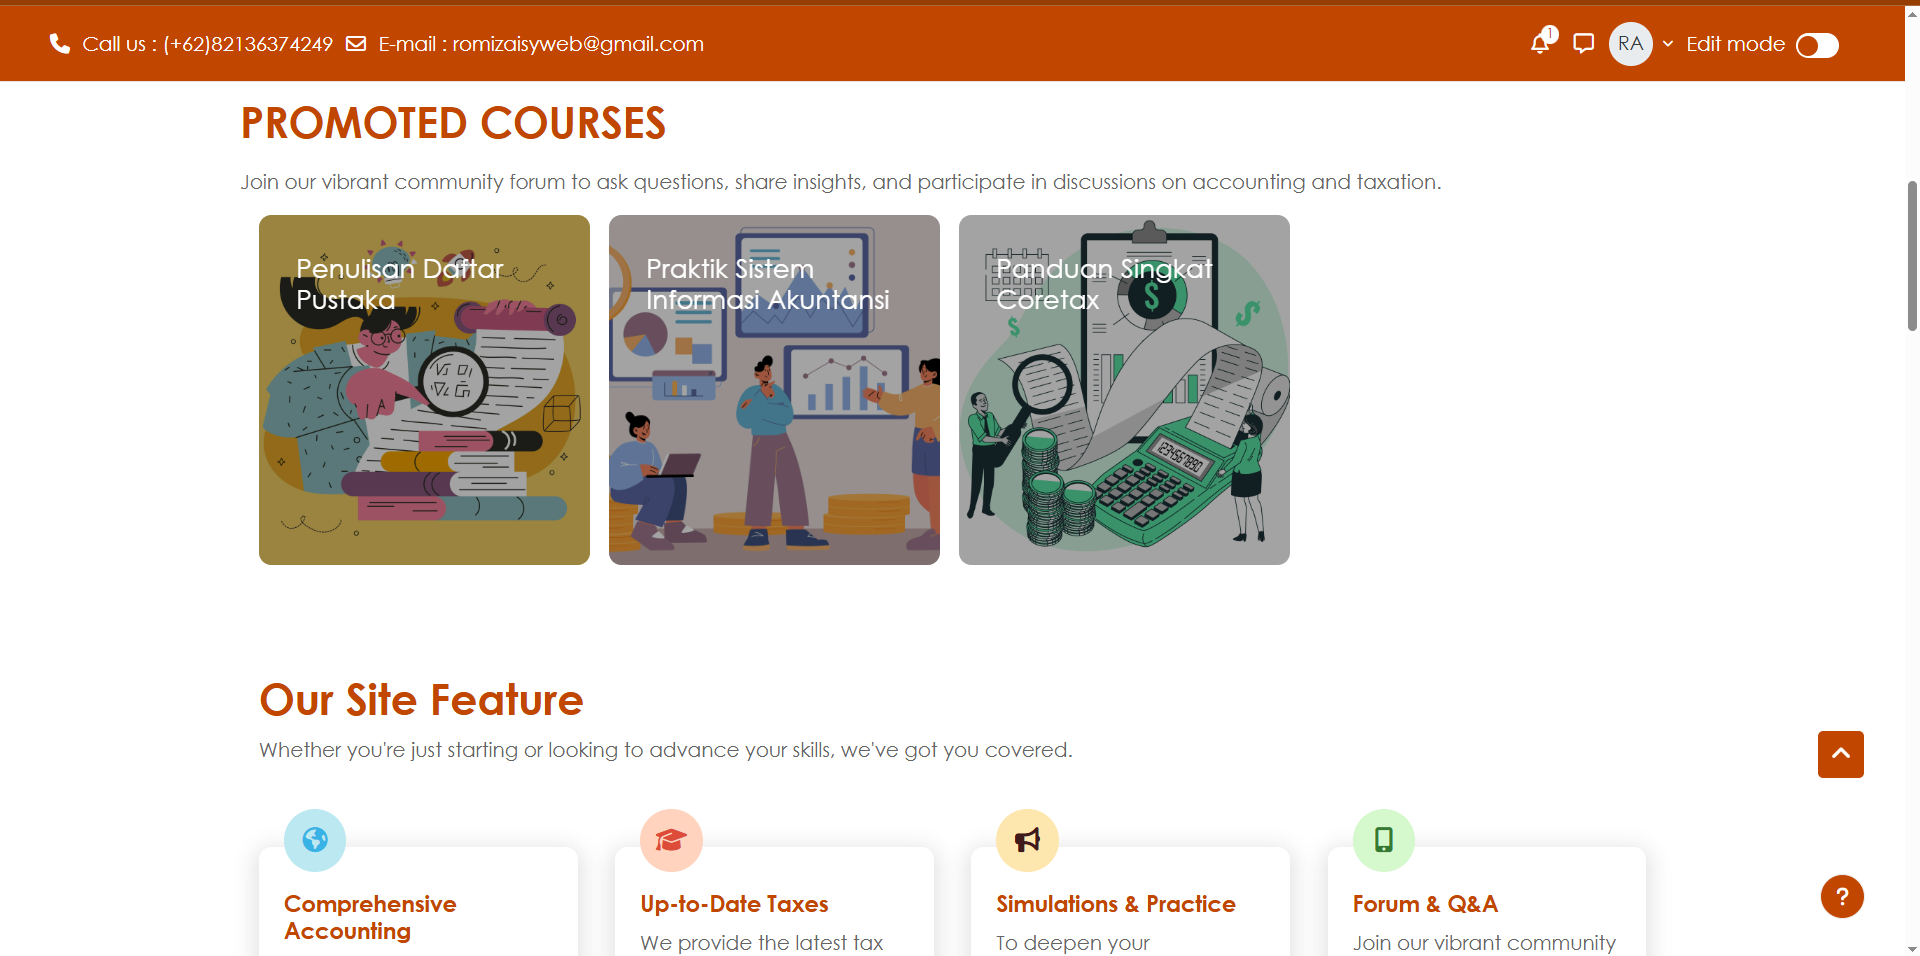 Call us : (+62)82136374249 E-mail : romizaisyweb@gmail.com
1
RA
Edit mode
PROMOTED COURSES
Join our vibrant community forum to ask questions, share insights, and participate in discussions on accounting and taxation.
Penulisan Daftar
Pustaka
Praktik Sistem
Informasi Akuntansi
Panduan Singkat
Coretax
1234567890
Our Site Feature
Whether you're just starting or looking to advance your skills, we've got you covered.
Comprehensive
Accounting
Up-to-Date Taxes
We provide the latest tax
Simulations & Practice
To deepen your
Forum & Q&A
Join our vibrant community
?